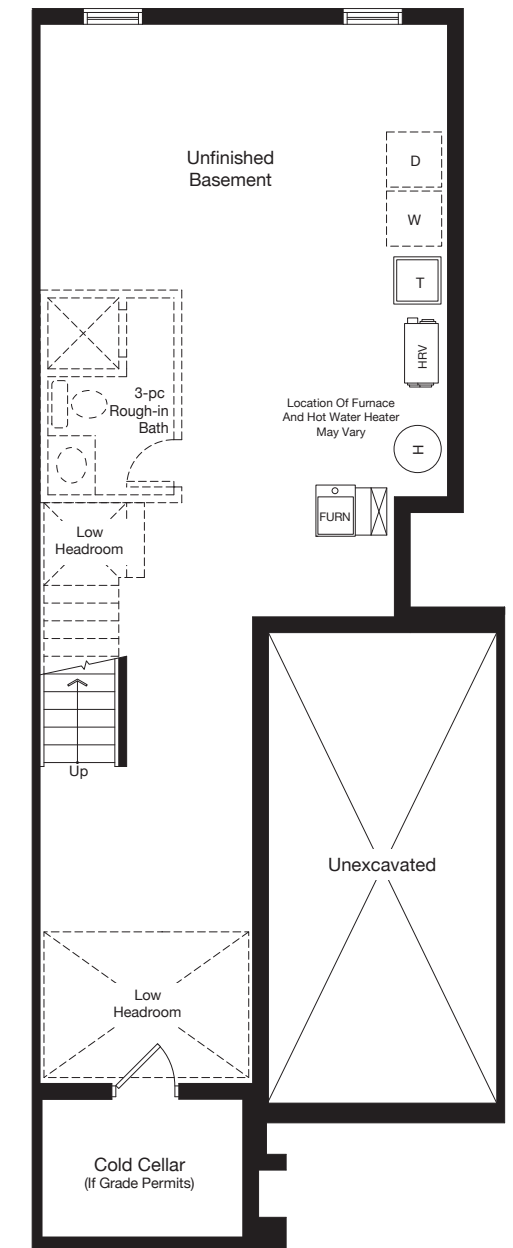 Unfinished
Basement
D
W
T
HRV
3-pc
Rough-in
Bath
Location Of Furnace
And Hot Water Heater
May Vary
H
FURN
Low
Headroom
Up
Unexcavated
Low
Headroom
Cold Cellar
(If Grade Permits)